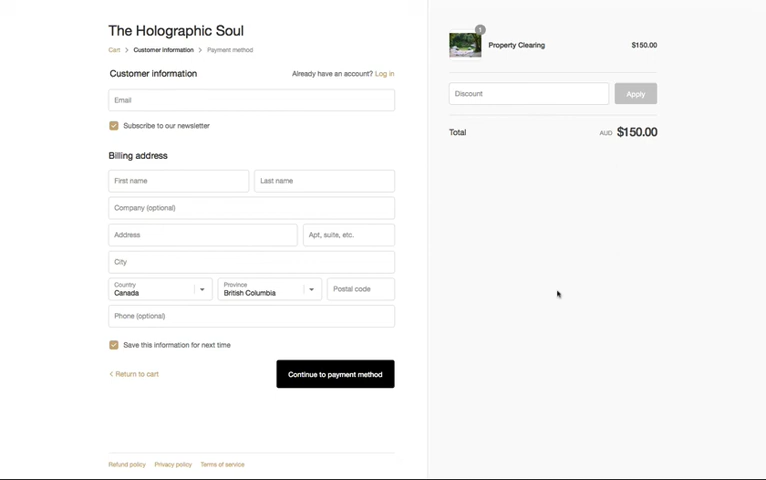 The Holographic Soul
Cart > Customer information > Payment method
Customer information
Already have an account? Log in
Email
Subscribe to our newsletter
Billing address
First name
Last name
Company (optional)
Address
Apt, suite, etc.
City
Country
Canada
Province
British Columbia
Postal code
Phone (optional)
Save this information for next time
< Return to cart
Continue to payment method
Refund policy
Privacy policy
Terms of service
1
Property Clearing
$150.00
Discount
Apply
Total
AUD $150.00